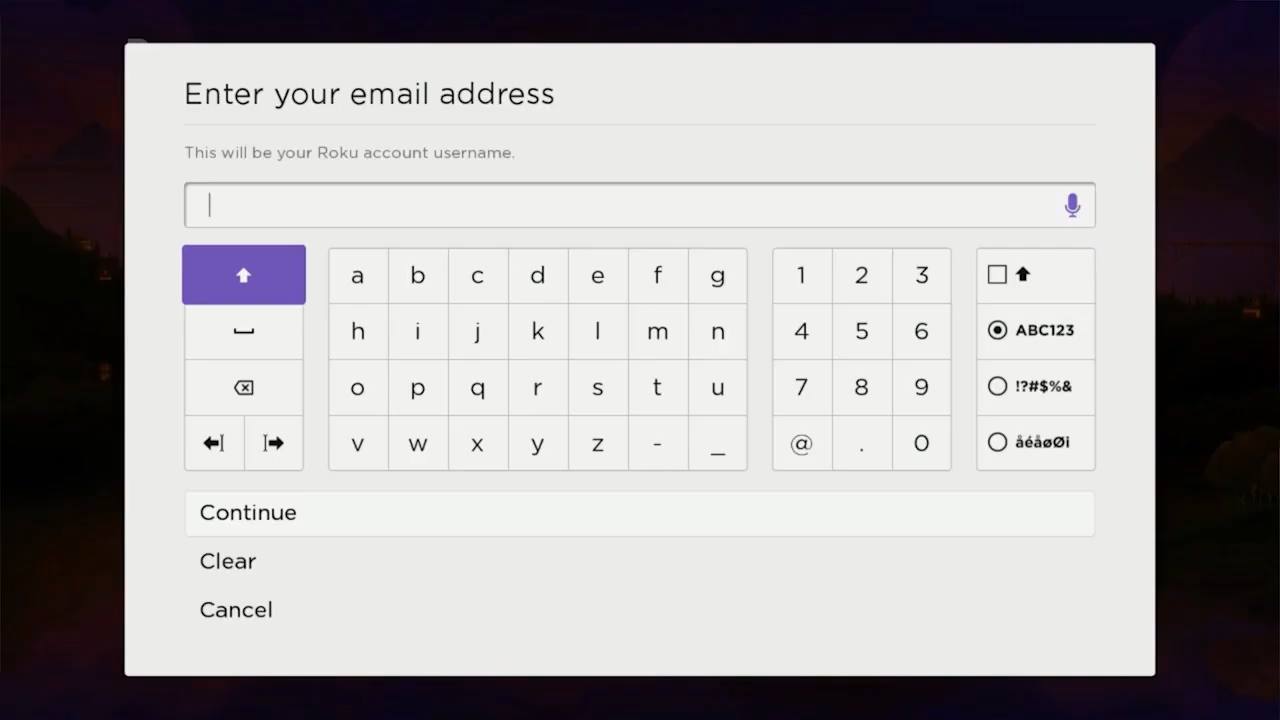 Enter your email address
This will be your Roku account username.
a b c d e f g 1 2 3
h i j k l m n 4 5 6 ABC123
o p q r s t u 7 8 9 !?#$%&
v w x y z - _ @ . 0 åéåøØi
Continue
Clear
Cancel